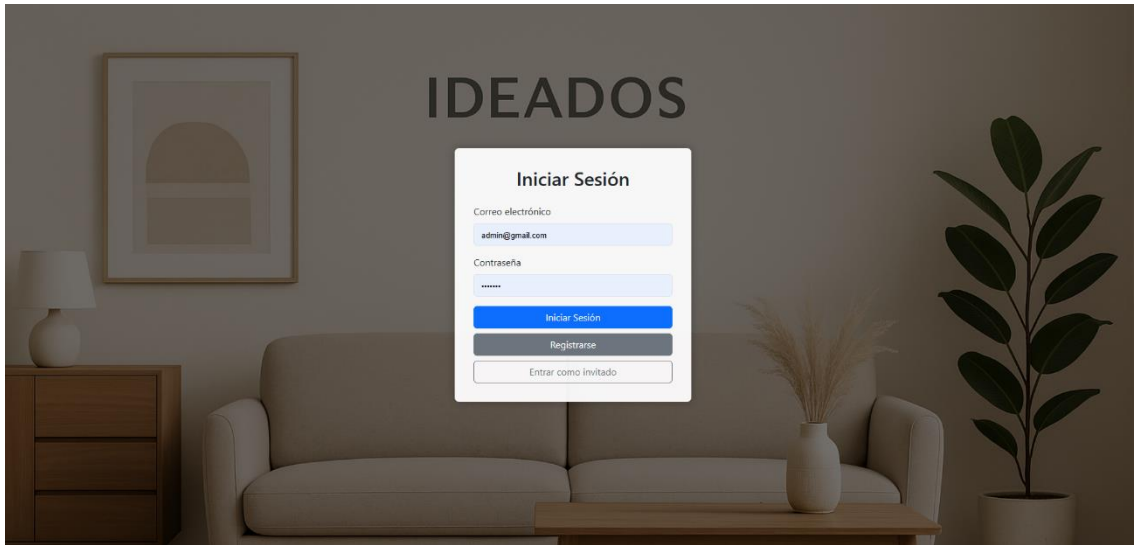 IDEADOS
Iniciar Sesión
Correo electrónico
admin@gmail.com
Contraseña
•••••••
Iniciar Sesión
Registrarse
Entrar como invitado